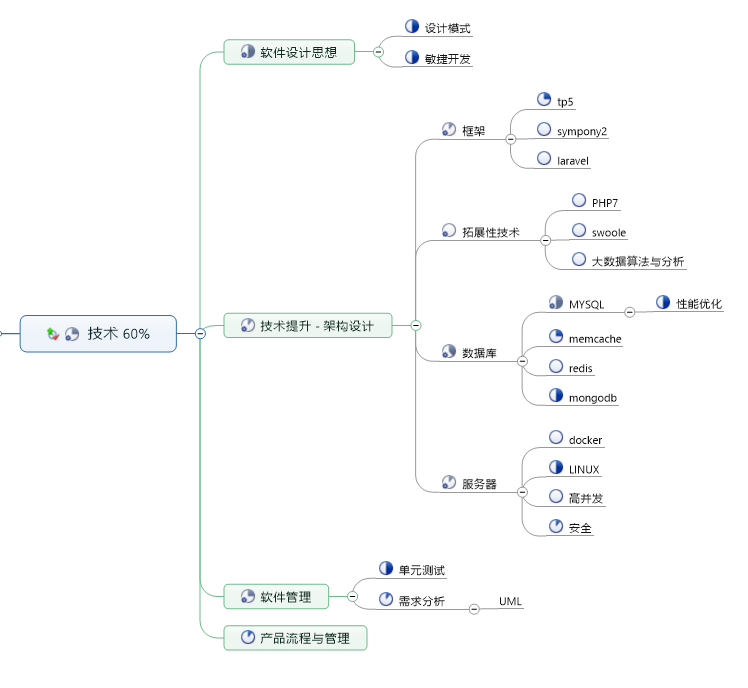 软件设计思想
设计模式
敏捷开发
技术 60%
技术提升 - 架构设计
框架
tp5
sympony2
laravel
拓展性技术
PHP7
swoole
大数据算法与分析
数据库
MYSQL
性能优化
memcache
redis
mongodb
服务器
docker
LINUX
高并发
安全
软件管理
单元测试
需求分析
UML
产品流程与管理